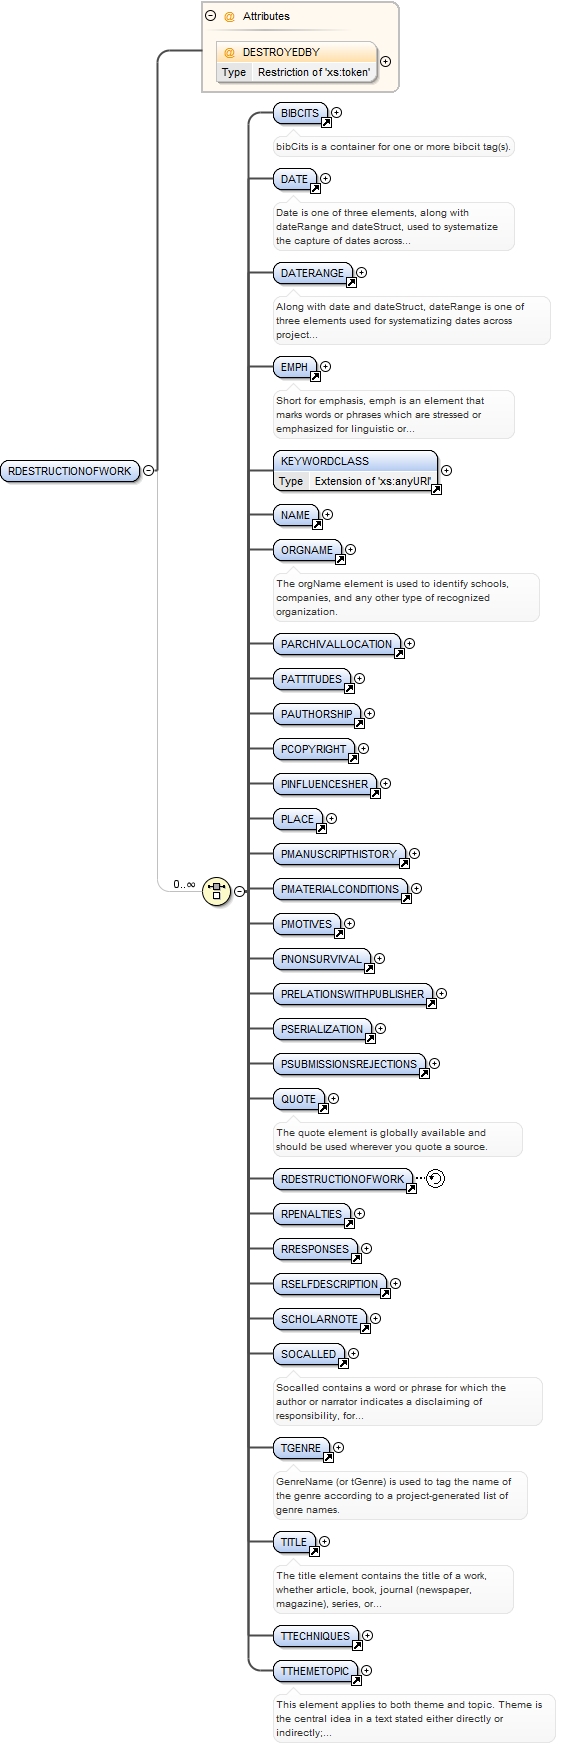 Attributes
@ DESTROYEDBY
Type Restriction of 'xs:token'
BIBCITS
bibCits is a container for one or more bibcit tag(s).
DATE
Date is one of three elements, along with
dateRange and dateStruct, used to systematize
the capture of dates across...
DATERANGE
Along with date and dateStruct, dateRange is one of
three elements used for systematizing dates across
project...
EMPH
Short for emphasis, emph is an element that
marks words or phrases which are stressed or
emphasized for linguistic or...
RDESTRUCTIONOFWORK
KEYWORDCLASS
Type Extension of 'xs:anyURI'
NAME
ORGNAME
The orgName element is used to identify schools,
companies, and any other type of recognized
organization.
PARCHIVALLOCATION
PATTITUDES
PAUTHORSHIP
PCOPYRIGHT
PINFLUENCESHER
PLACE
PMANUSCRIPTHISTORY
0..∞
PMATERIALCONDITIONS
PMOTIVES
PNONSURVIVAL
PRELATIONSWITHPUBLISHER
PSERIALIZATION
PSUBMISSIONSREJECTIONS
QUOTE
The quote element is globally available and
should be used wherever you quote a source.
RDESTRUCTIONOFWORK
RPENALTIES
RRESPONSES
RSELFDESCRIPTION
SCHOLARNOTE
SOCALLED
Socalled contains a word or phrase for which the
author or narrator indicates a disclaiming of
responsibility, for...
TGENRE
GenreName (or tGenre) is used to tag the name of
the genre according to a project-generated list of
genre names.
TITLE
The title element contains the title of a work,
whether article, book, journal (newspaper,
magazine), series, or...
TTECHNIQUES
TTHEMETOPIC
This element applies to both theme and topic. Theme is
the central idea in a text stated either directly or
indirectly;...